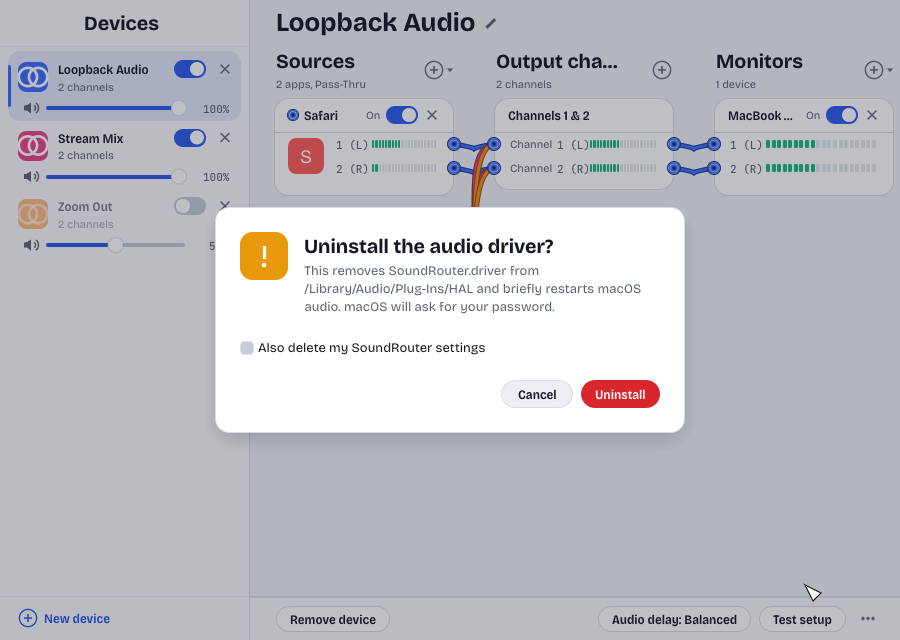 Devices
Loopback Audio
2 channels
100%
Stream Mix
2 channels
100%
Zoom Out
2 channels
5
Loopback Audio
Sources
2 apps, Pass-Thru
Output cha...
2 channels
Monitors
1 device
Safari
On
S
1 (L)
2 (R)
Channels 1 & 2
Channel 1 (L)
Channel 2 (R)
MacBook ...
On
1 (L)
2 (R)
!
Uninstall the audio driver?
This removes SoundRouter.driver from
/Library/Audio/Plug-Ins/HAL and briefly restarts macOS
audio. macOS will ask for your password.
Also delete my SoundRouter settings
Cancel
Uninstall
New device
Remove device
Audio delay: Balanced
Test setup